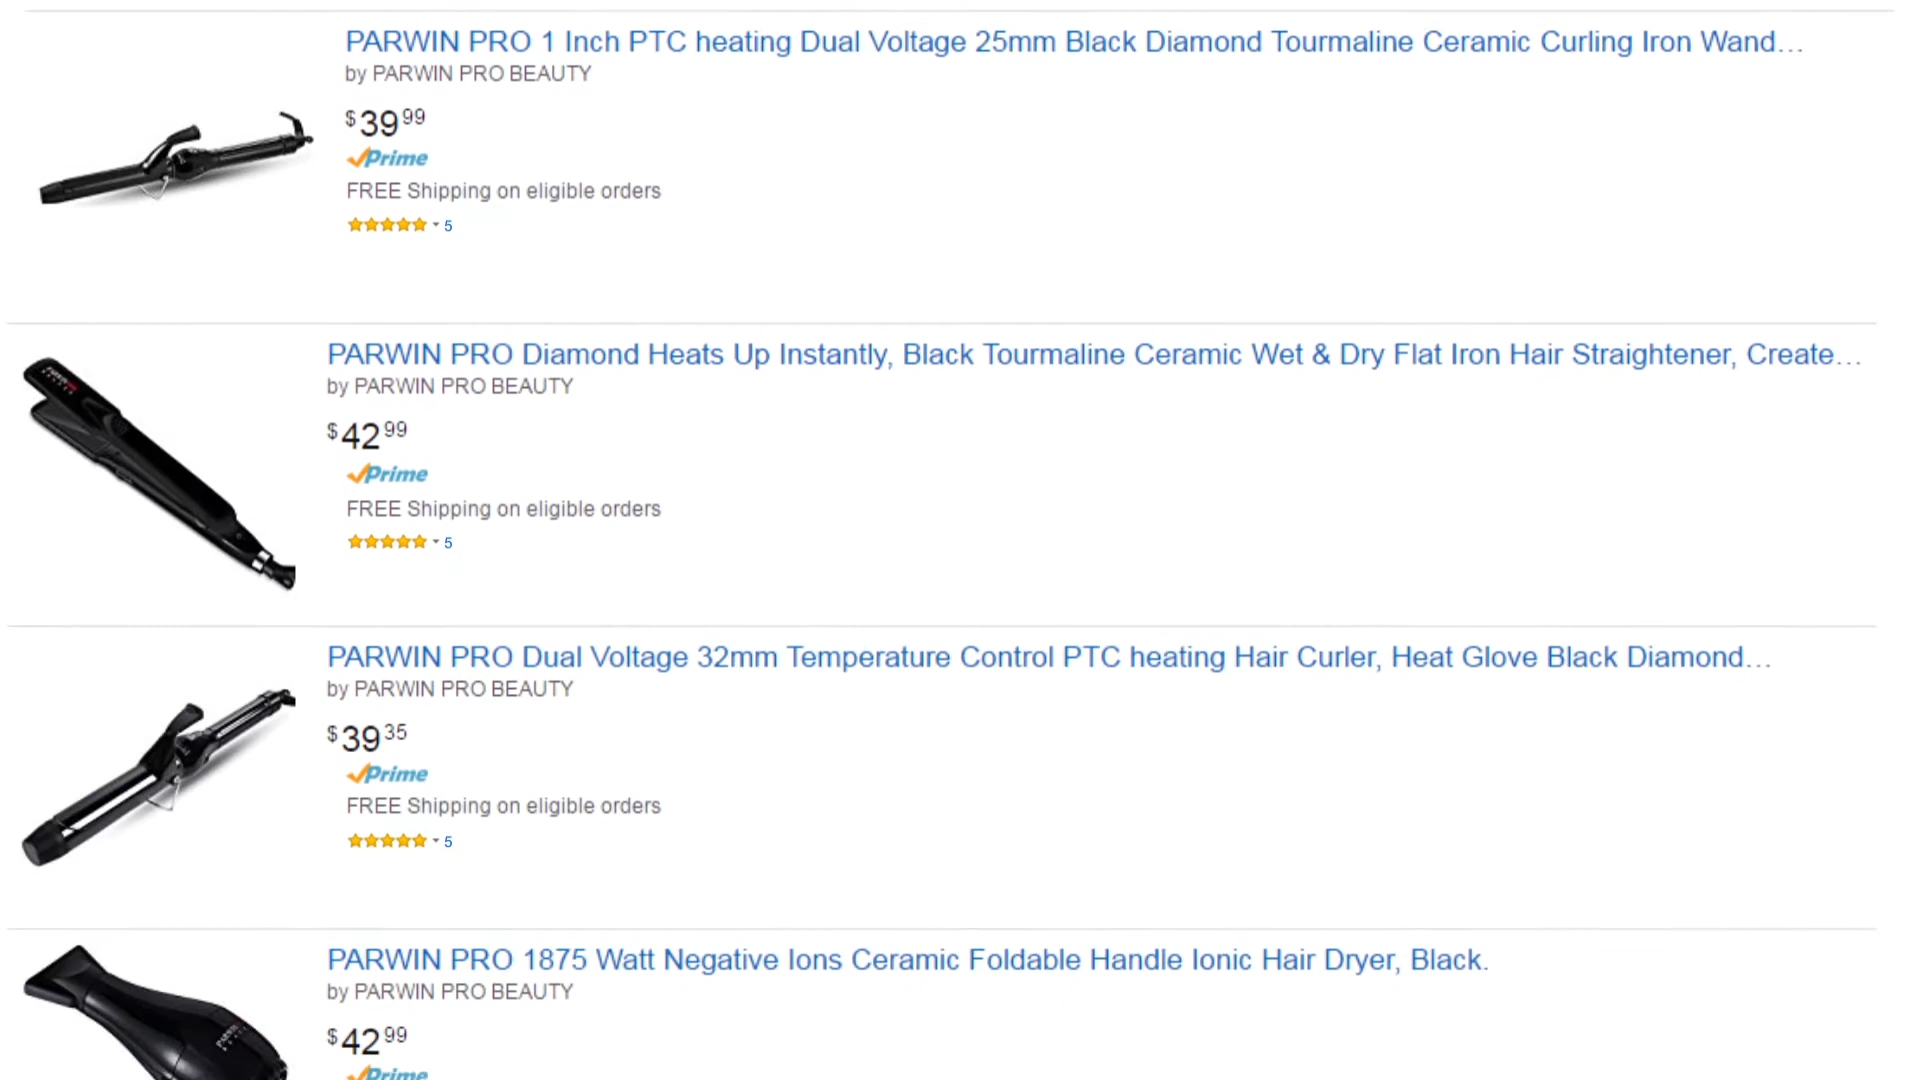 PARWIN PRO 1 Inch PTC heating Dual Voltage 25mm Black Diamond Tourmaline Ceramic Curling Iron Wand...
by PARWIN PRO BEAUTY
$39 99
Prime
FREE Shipping on eligible orders
5
PARWIN PRO Diamond Heats Up Instantly, Black Tourmaline Ceramic Wet & Dry Flat Iron Hair Straightener, Create...
by PARWIN PRO BEAUTY
$42 99
Prime
FREE Shipping on eligible orders
5
PARWIN PRO Dual Voltage 32mm Temperature Control PTC heating Hair Curler, Heat Glove Black Diamond...
by PARWIN PRO BEAUTY
$39 35
Prime
FREE Shipping on eligible orders
5
PARWIN PRO 1875 Watt Negative Ions Ceramic Foldable Handle Ionic Hair Dryer, Black.
by PARWIN PRO BEAUTY
$42 99
Prime